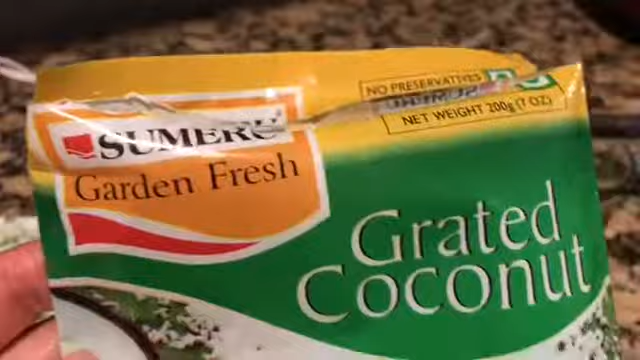 NO PRESERVATIVES
NET WEIGHT 200g (7 OZ)
SUMERU
Garden Fresh
Grated
Coconut